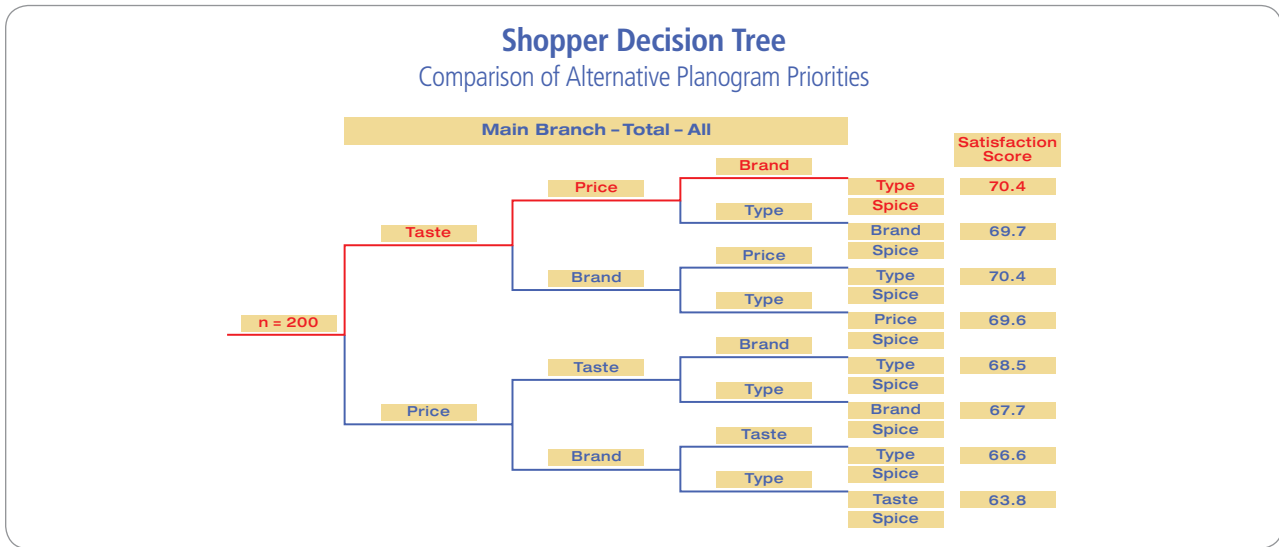 Shopper Decision Tree
Comparison of Alternative Planogram Priorities
Main Branch – Total – All
Satisfaction
Score
Brand
Price
Type
70.4
Spice
Type
Taste
Brand
69.7
Spice
Price
Brand
Type
70.4
Spice
Type
n = 200
Price
69.6
Spice
Brand
Taste
Type
68.5
Spice
Type
Price
Brand
67.7
Spice
Taste
Brand
Type
66.6
Spice
Type
Taste
63.8
Spice